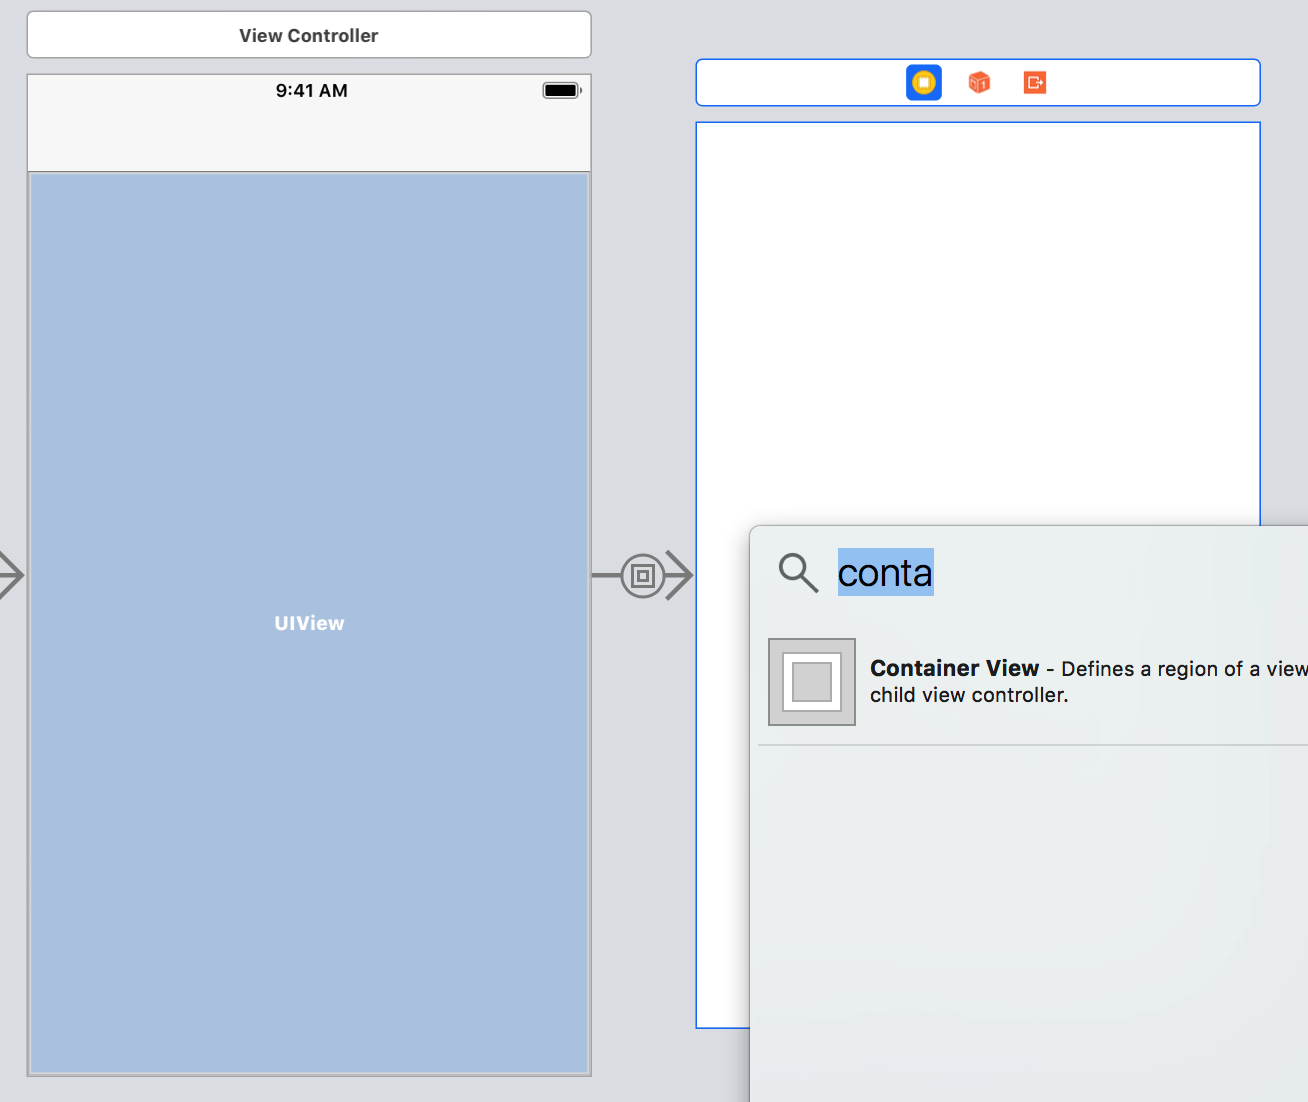 View Controller
9:41 AM
UIView
conta
Container View - Defines a region of a view
child view controller.